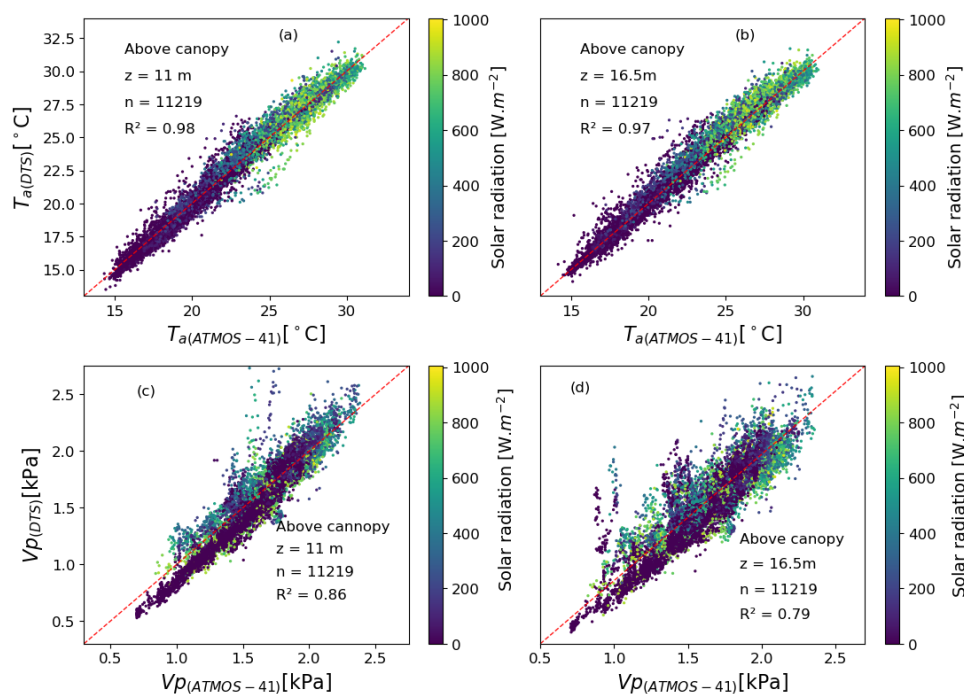 (a)
Above canopy
z = 11 m
n = 11219
R² = 0.98
32.5
30.0
27.5
25.0
22.5
20.0
17.5
15.0
15 20 25 30
T_a(DTS)[°C]
T_a(ATMOS−41)[°C]
1000
800
600
400
200
0
Solar radiation [W.m⁻²]
(b)
Above canopy
z = 16.5m
n = 11219
R² = 0.97
15 20 25 30
T_a(ATMOS−41)[°C]
1000
800
600
400
200
0
Solar radiation [W.m⁻²]
(c)
Above cannopy
z = 11 m
n = 11219
R² = 0.86
2.5
2.0
1.5
1.0
0.5
0.5 1.0 1.5 2.0 2.5
Vp_(DTS)[kPa]
Vp_(ATMOS−41)[kPa]
1000
800
600
400
200
0
Solar radiation [W.m⁻²]
(d)
Above canopy
z = 16.5m
n = 11219
R² = 0.79
0.5 1.0 1.5 2.0
Vp_(ATMOS−41)[kPa]
1000
800
600
400
200
0
Solar radiation [W.m⁻²]